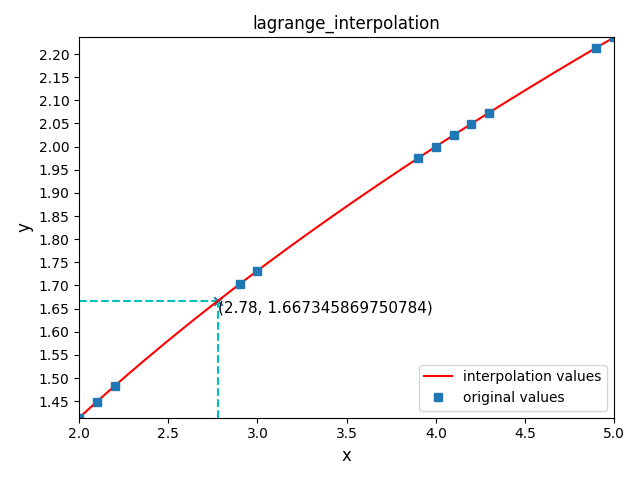 lagrange_interpolation
2.20
2.15
2.10
2.05
2.00
1.95
1.90
1.85
1.80
1.75
1.70
1.65
1.60
1.55
1.50
1.45
y
(2.78, 1.667345869750784)
interpolation values
original values
2.0 2.5 3.0 3.5 4.0 4.5 5.0
x